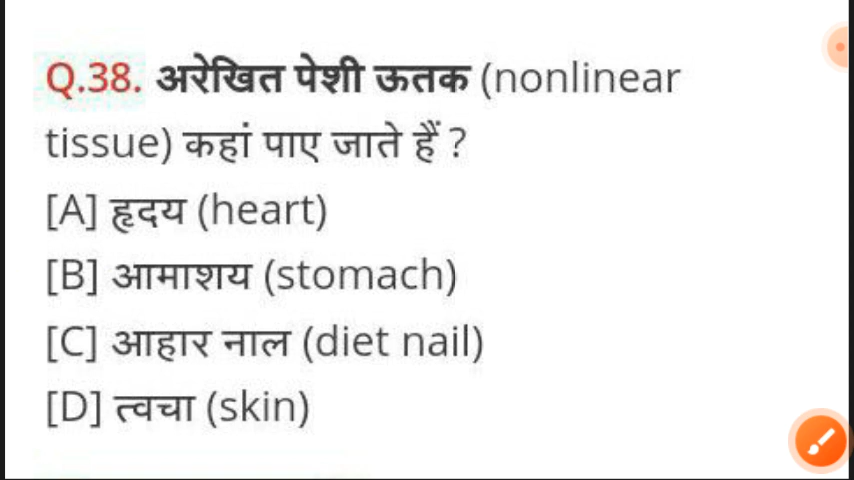 Q.38. अरेखित पेशी ऊतक (nonlinear
tissue) कहां पाए जाते हैं ?
[A] हृदय (heart)
[B] आमाशय (stomach)
[C] आहार नाल (diet nail)
[D] त्वचा (skin)